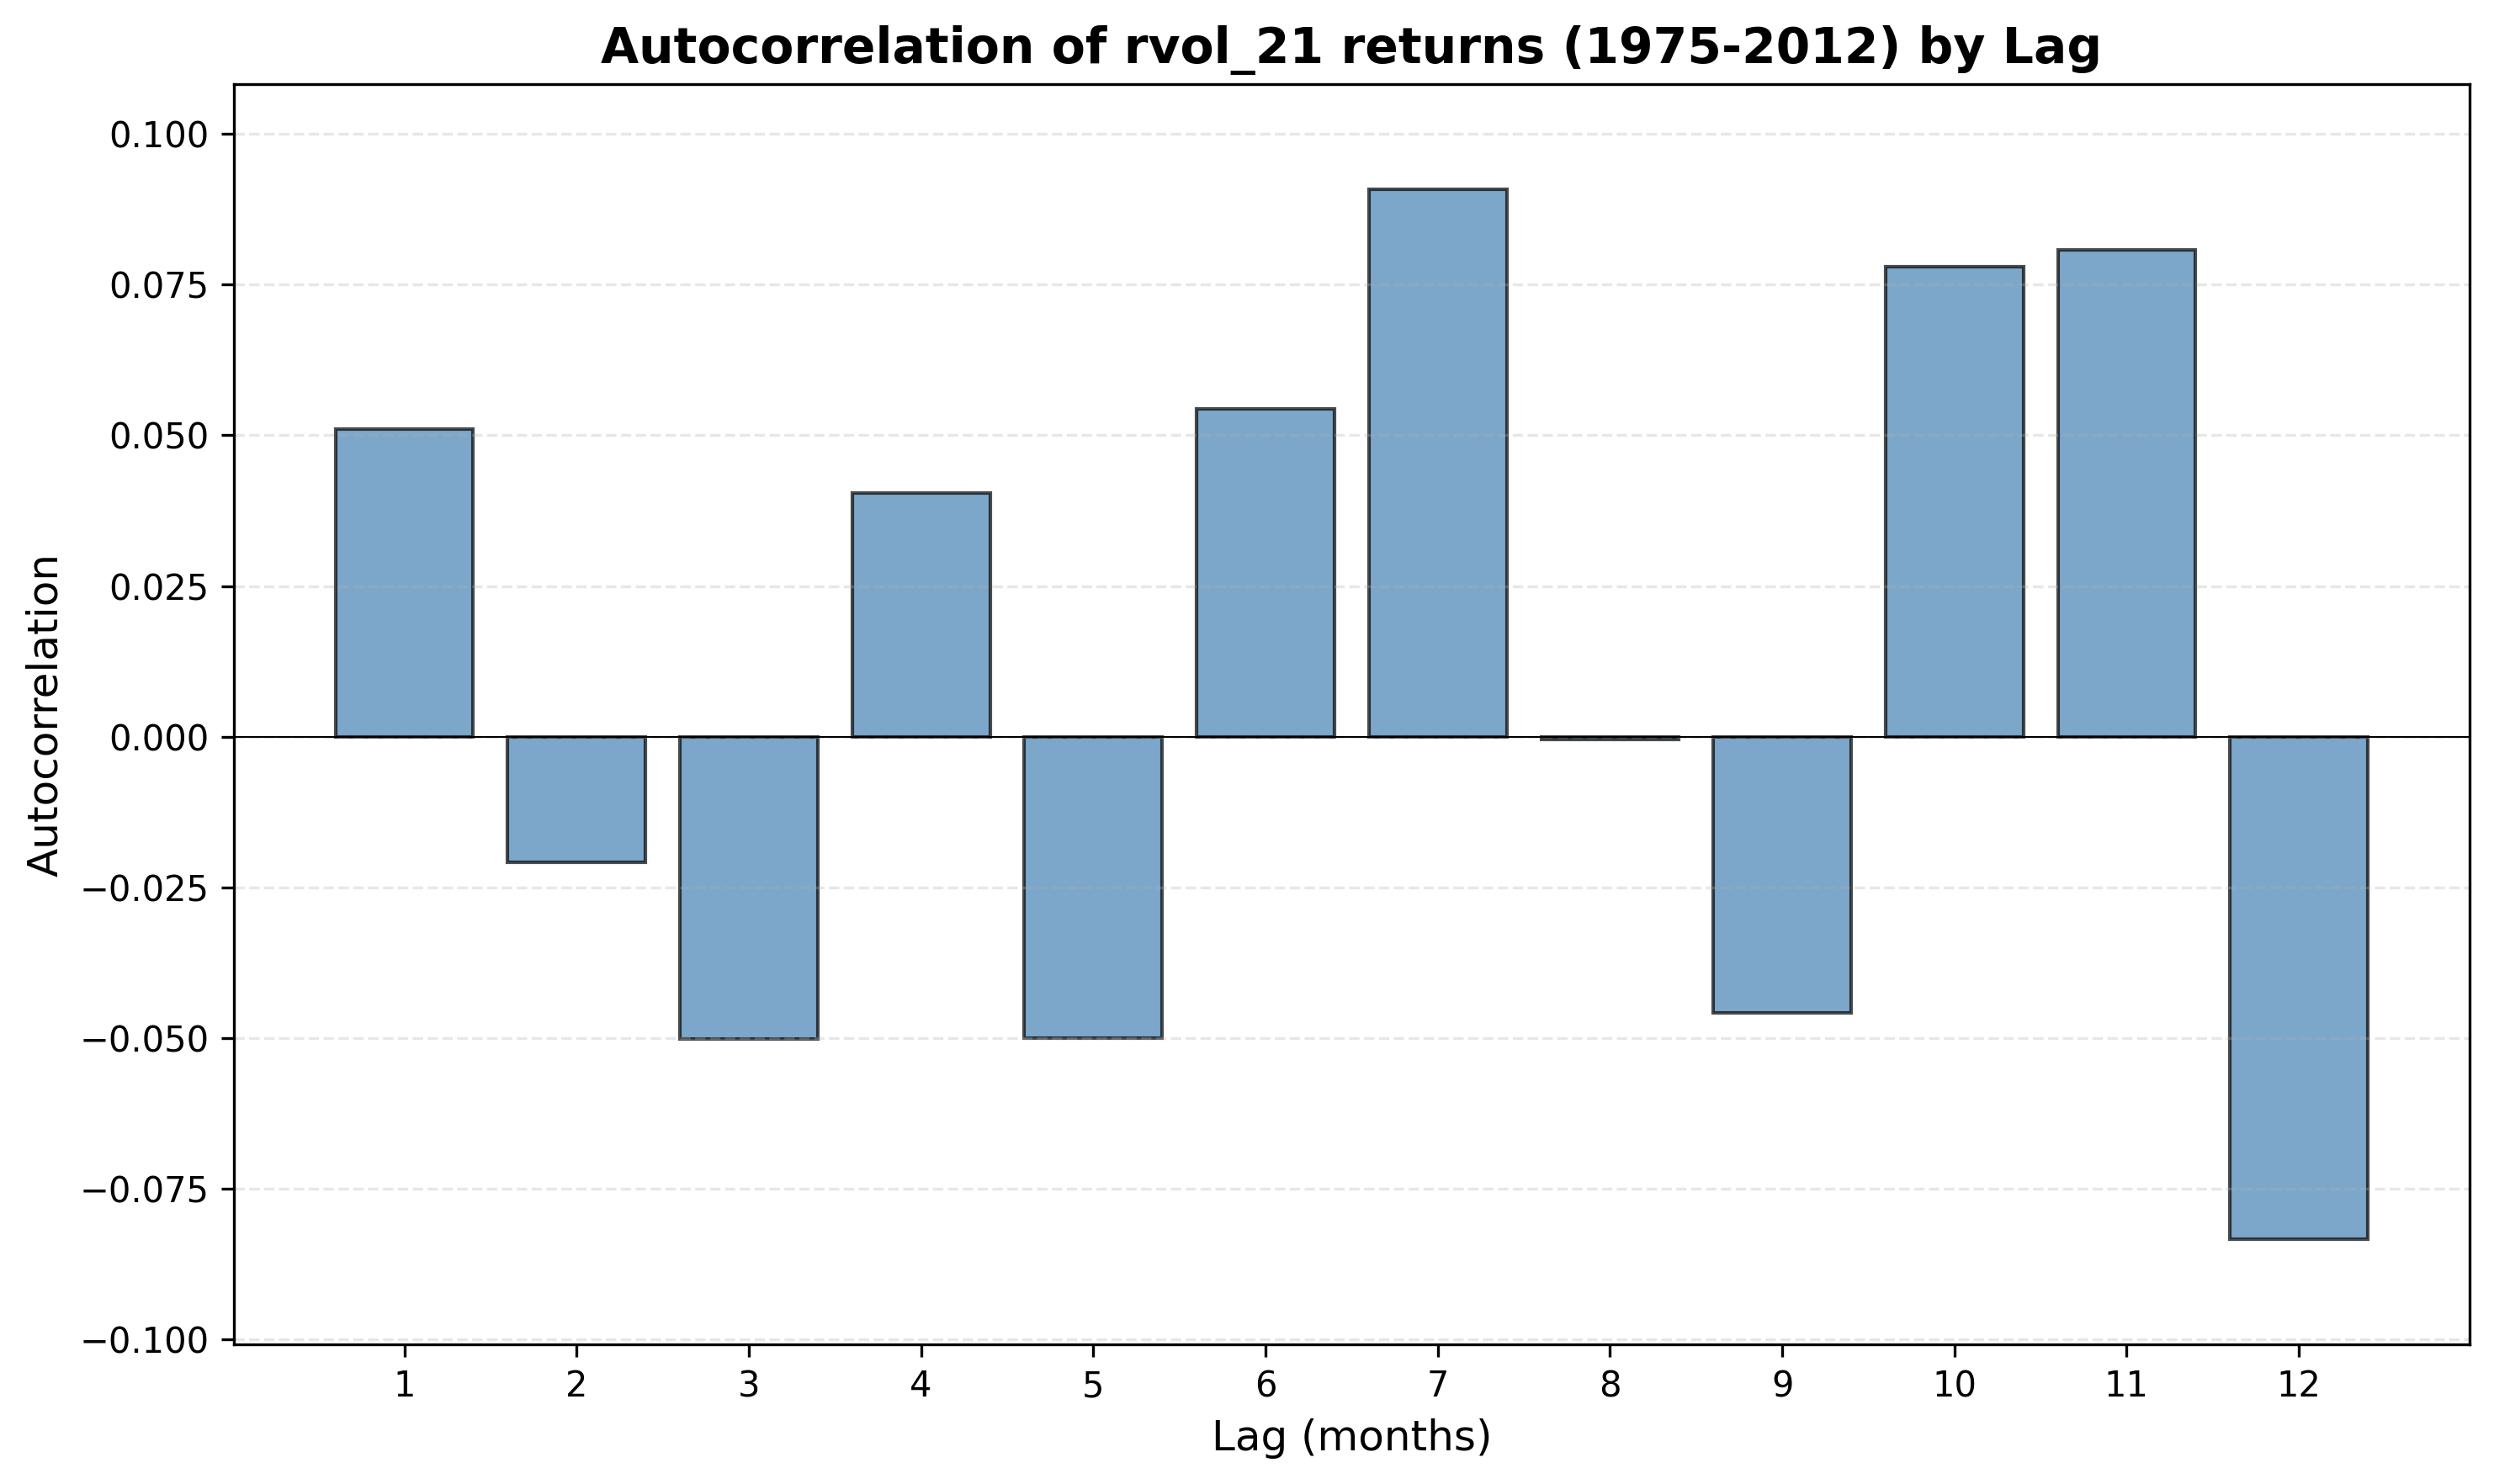 Autocorrelation of rvol_21 returns (1975-2012) by Lag
0.100
0.075
0.050
0.025
0.000
−0.025
−0.050
−0.075
−0.100
Autocorrelation
1 2 3 4 5 6 7 8 9 10 11 12
Lag (months)